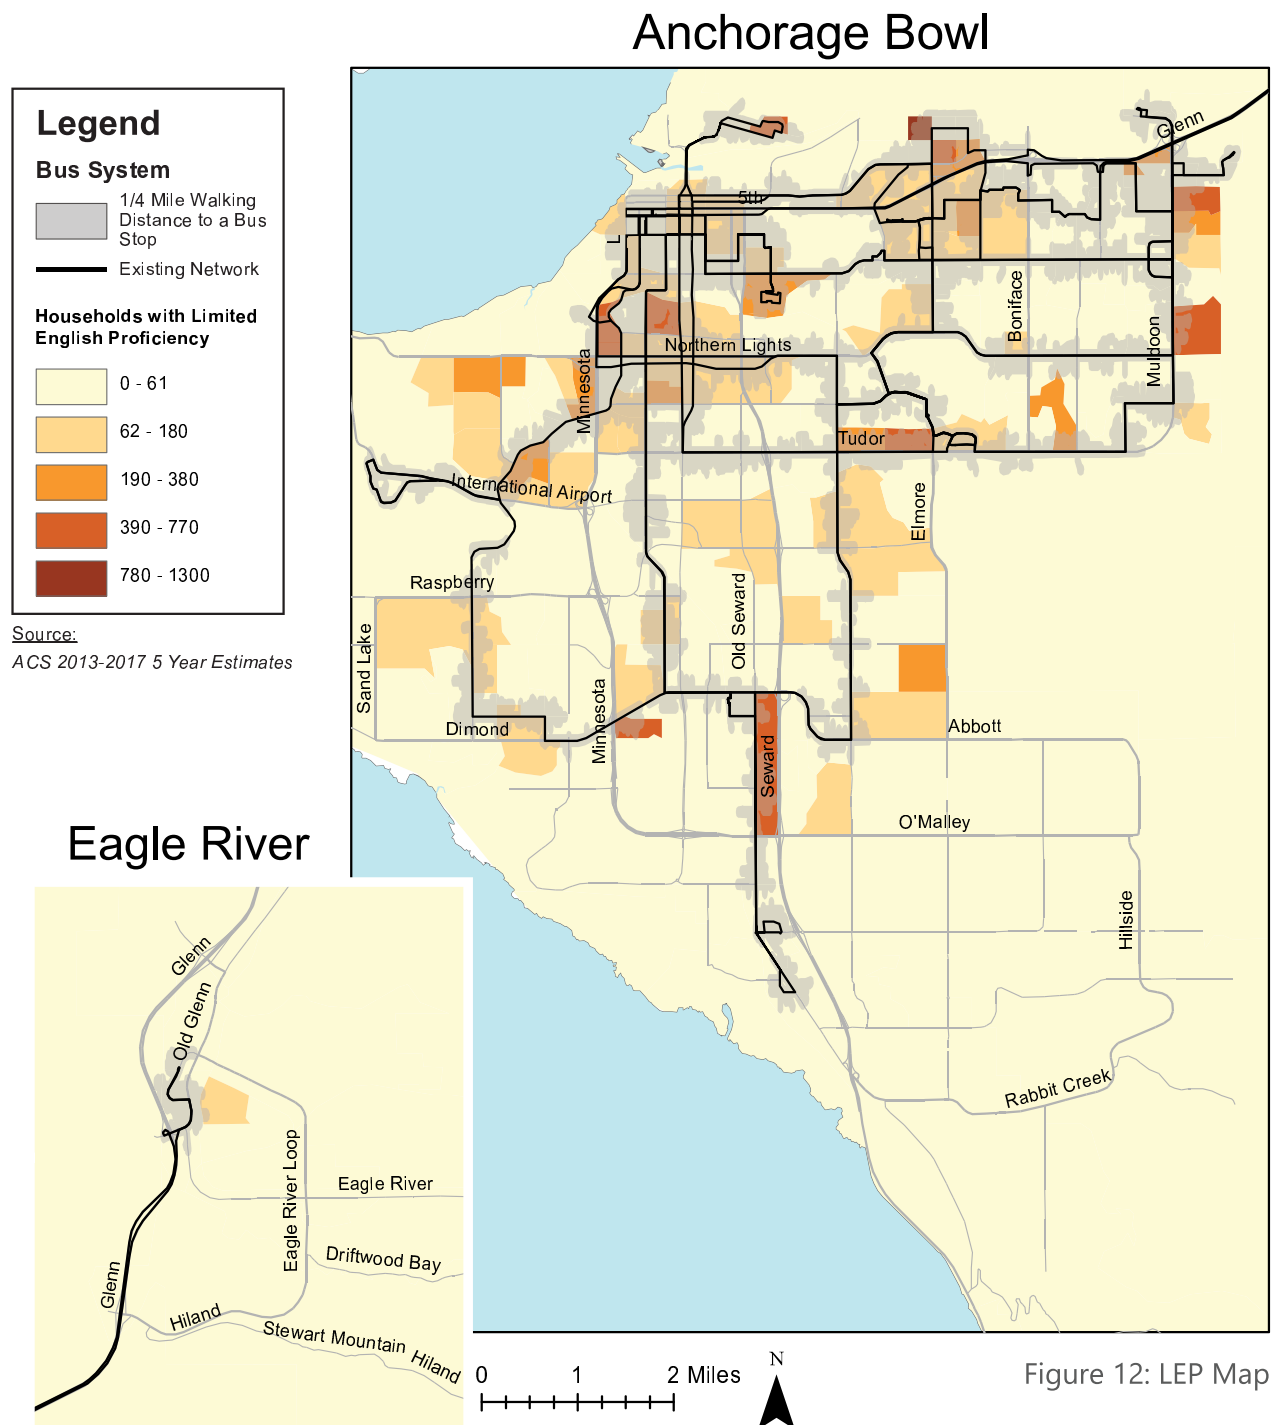 Anchorage Bowl
Legend
Bus System
1/4 Mile Walking
Distance to a Bus
Stop
Existing Network
Households with Limited
English Proficiency
0 - 61
62 - 180
190 - 380
390 - 770
780 - 1300
Source:
ACS 2013-2017 5 Year Estimates
Glenn
5th
L
Boniface
Muldoon
Northern Lights
Minnesota
Tudor
International Airport
Elmore
Raspberry
Old Seward
Sand Lake
Minnesota
Dimond
Abbott
Seward
O'Malley
Hillside
Rabbit Creek
Eagle River
Glenn
Old Glenn
Eagle River Loop
Eagle River
Driftwood Bay
Glenn
Hiland
Stewart Mountain
Hiland
0 1 2 Miles
N
Figure 12: LEP Map